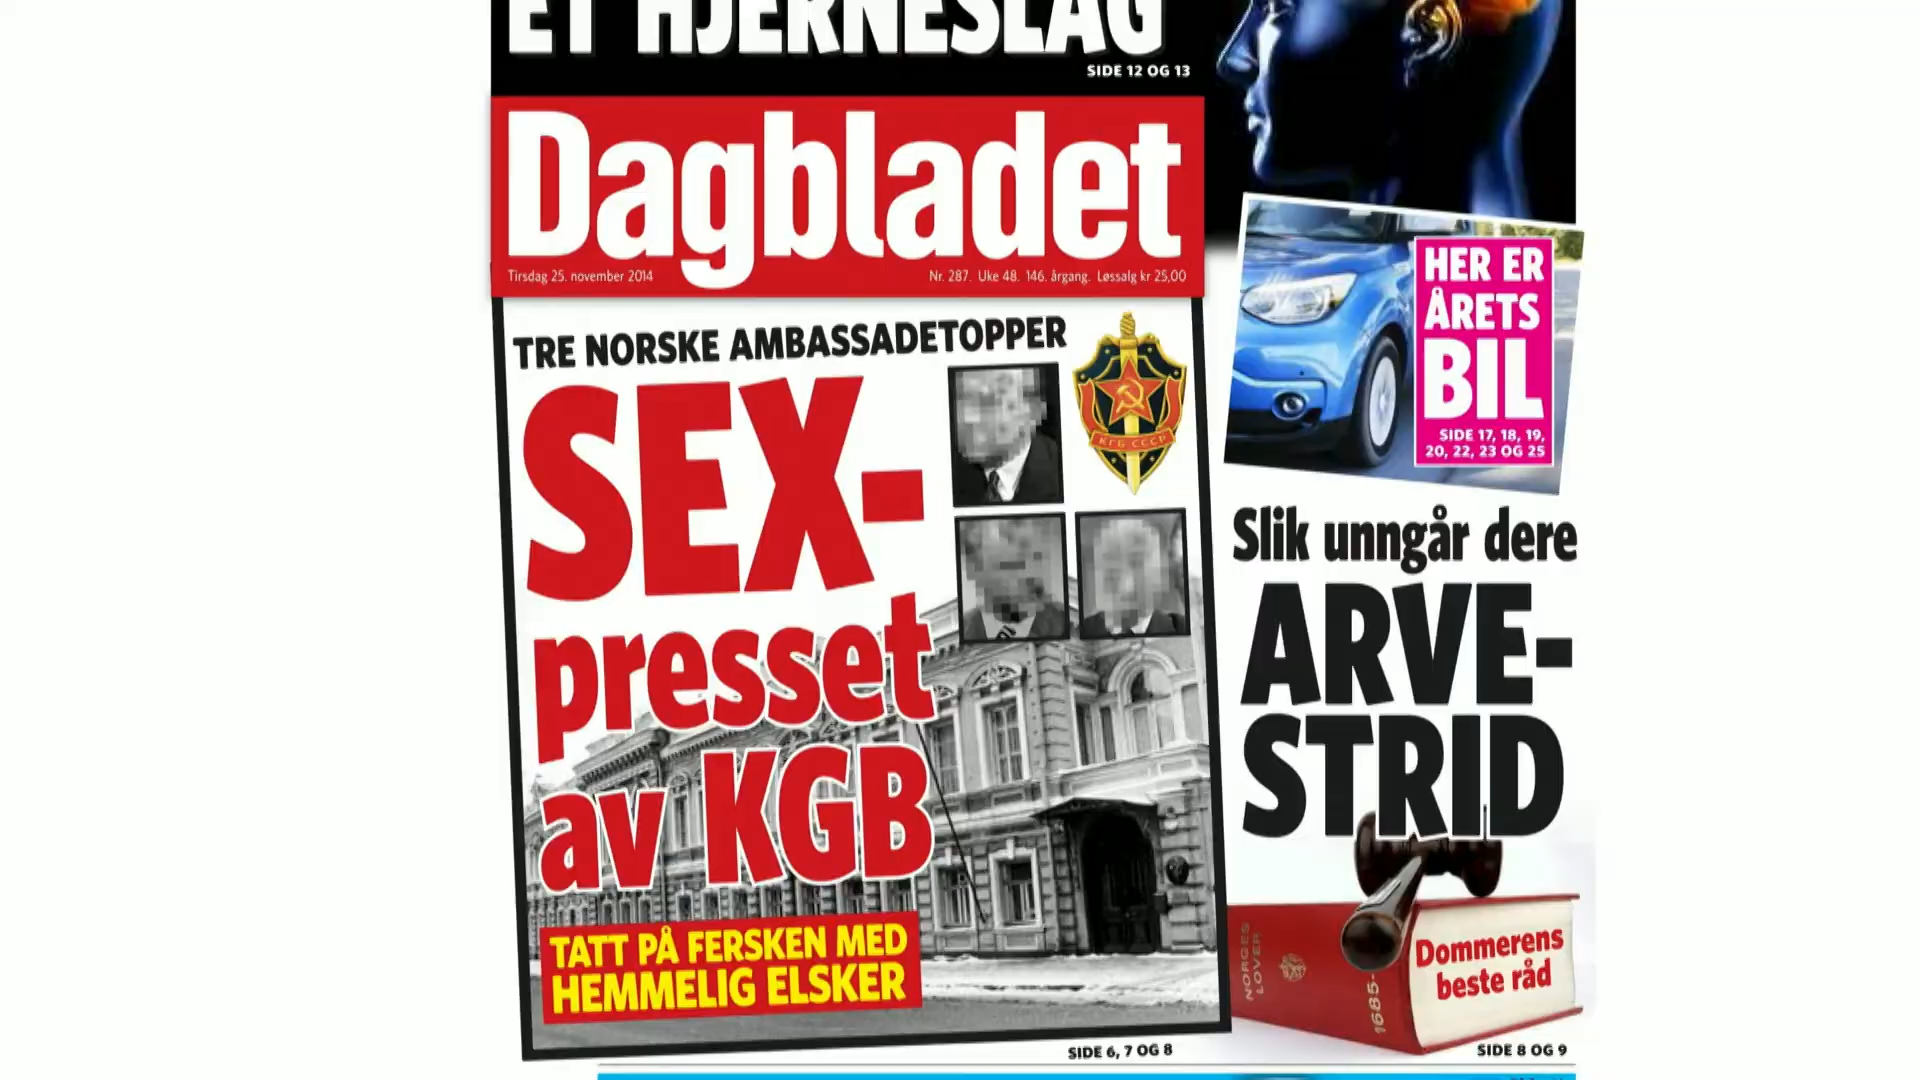 ET HJERNESLAG
SIDE 12 OG 13
Dagbladet
Tirsdag 25. november 2014
Nr. 287. Uke 48. 146. årgang. Løssalg kr 25,00
TRE NORSKE AMBASSADETOPPER
SEX-
presset
av KGB
КГБ СССР
TATT PÅ FERSKEN MED
HEMMELIG ELSKER
SIDE 6, 7 OG 8
HER ER
ÅRETS
BIL
SIDE 17, 18, 19,
20, 22, 23 OG 25
Slik unngår dere
ARVE-
STRID
NORGES
LOVER
1685-
Dommerens
beste råd
SIDE 8 OG 9